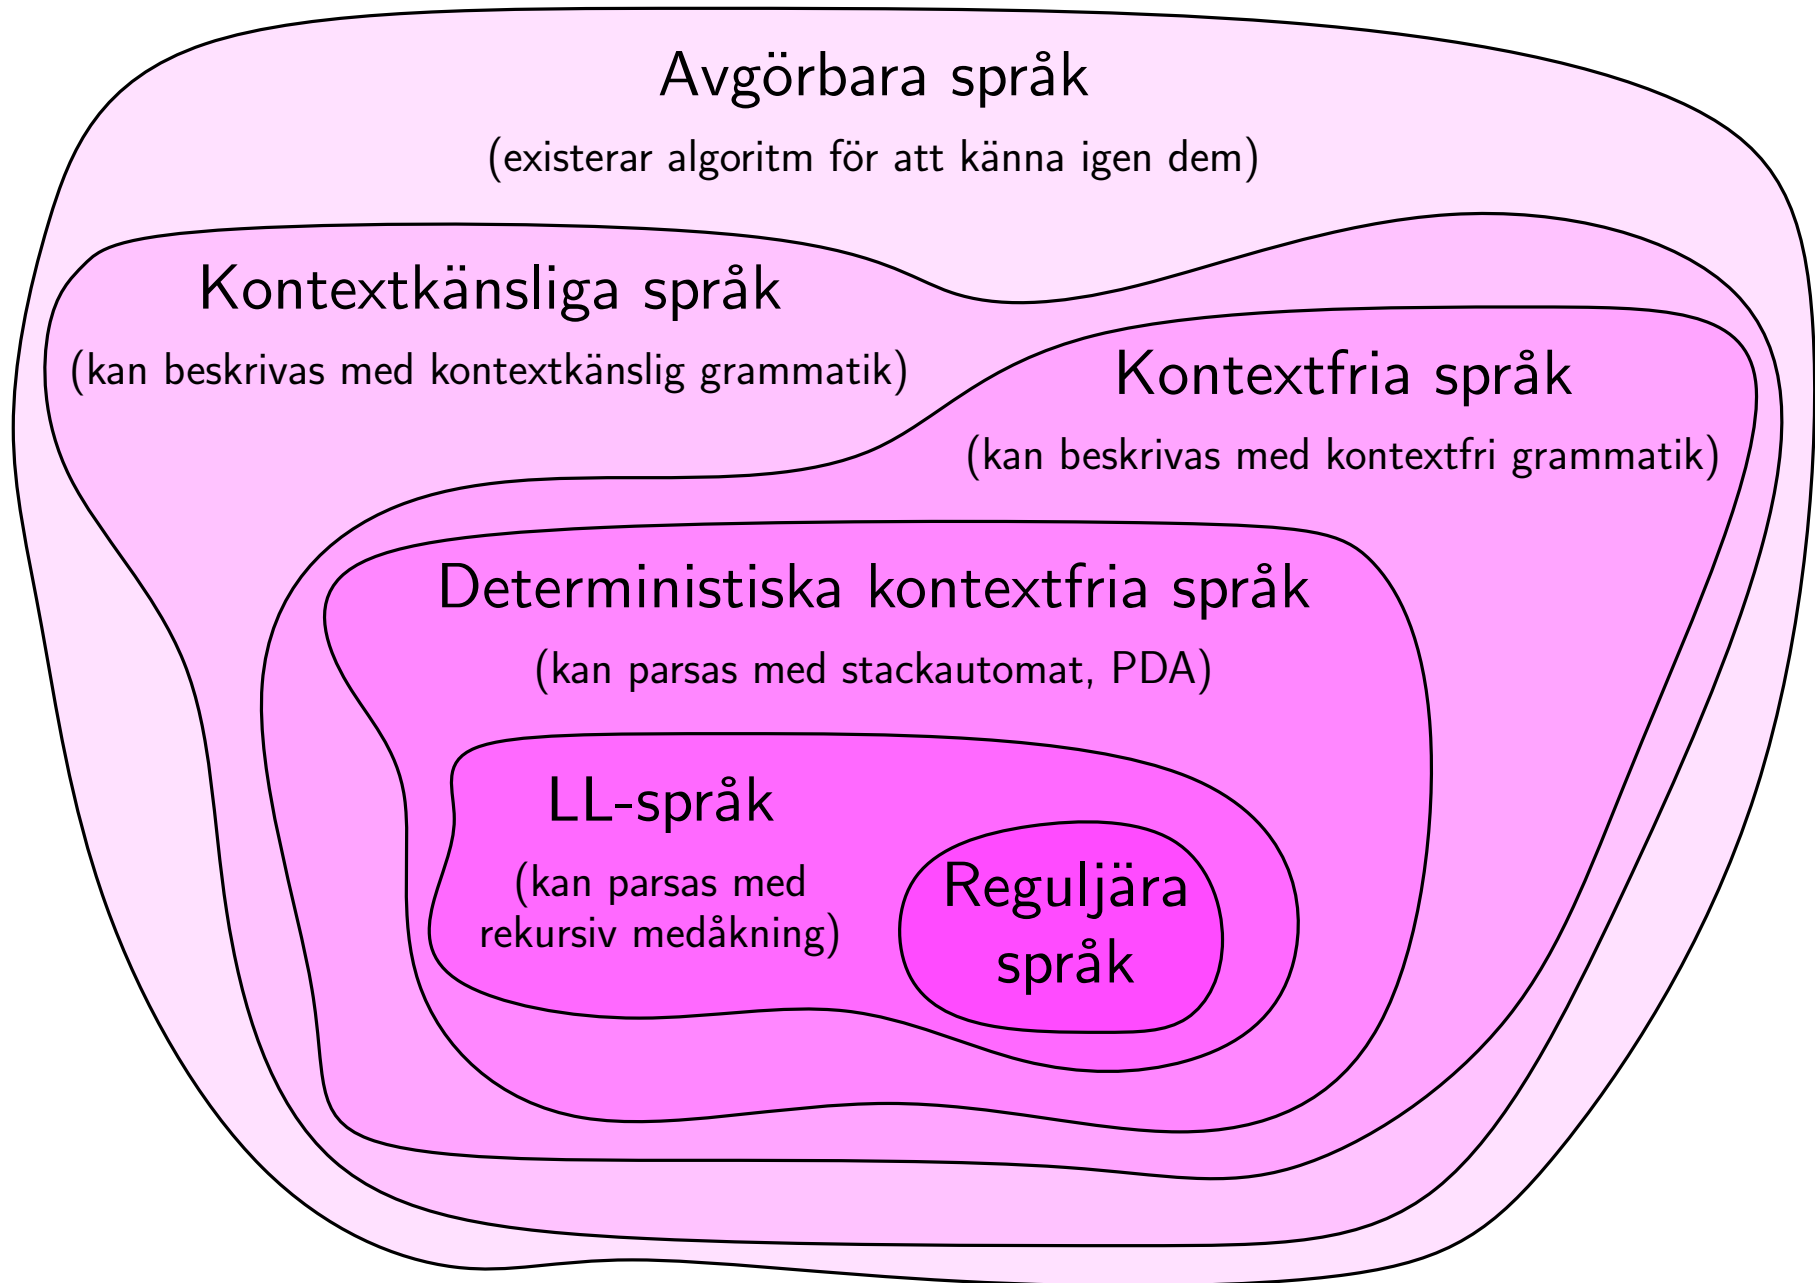 Avgörbara språk
(existerar algoritm för att känna igen dem)
Kontextkänsliga språk
(kan beskrivas med kontextkänslig grammatik)
Kontextfria språk
(kan beskrivas med kontextfri grammatik)
Deterministiska kontextfria språk
(kan parsas med stackautomat, PDA)
LL-språk
(kan parsas med
rekursiv medåkning)
Reguljära
språk